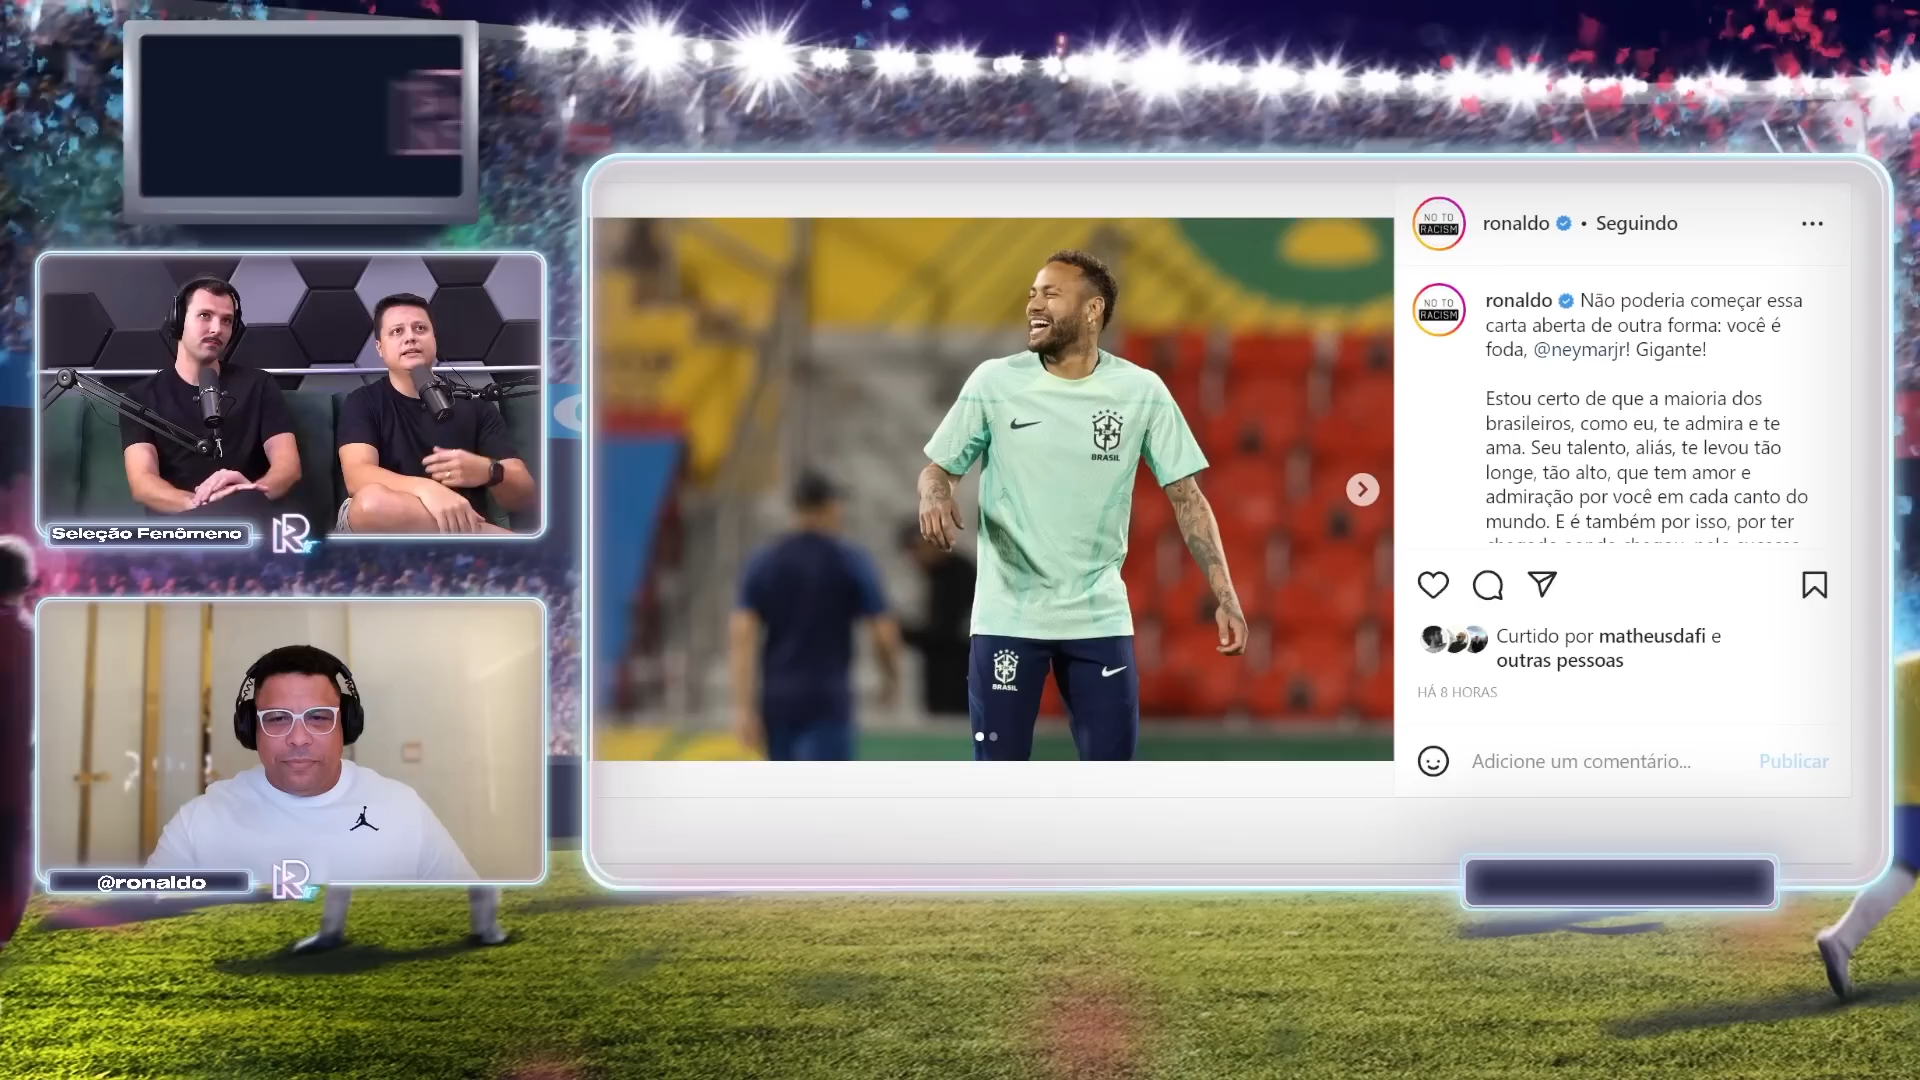 Seleção Fenômeno
@ronaldo
BRASIL
BRASIL
NO TO
RACISM
ronaldo • Seguindo
NO TO
RACISM
ronaldo Não poderia começar essa
carta aberta de outra forma: você é
foda, @neymarjr! Gigante!
Estou certo de que a maioria dos
brasileiros, como eu, te admira e te
ama. Seu talento, aliás, te levou tão
longe, tão alto, que tem amor e
admiração por você em cada canto do
mundo. E é também por isso, por ter
Curtido por matheusdafi e
outras pessoas
HÁ 8 HORAS
Adicione um comentário...
Publicar